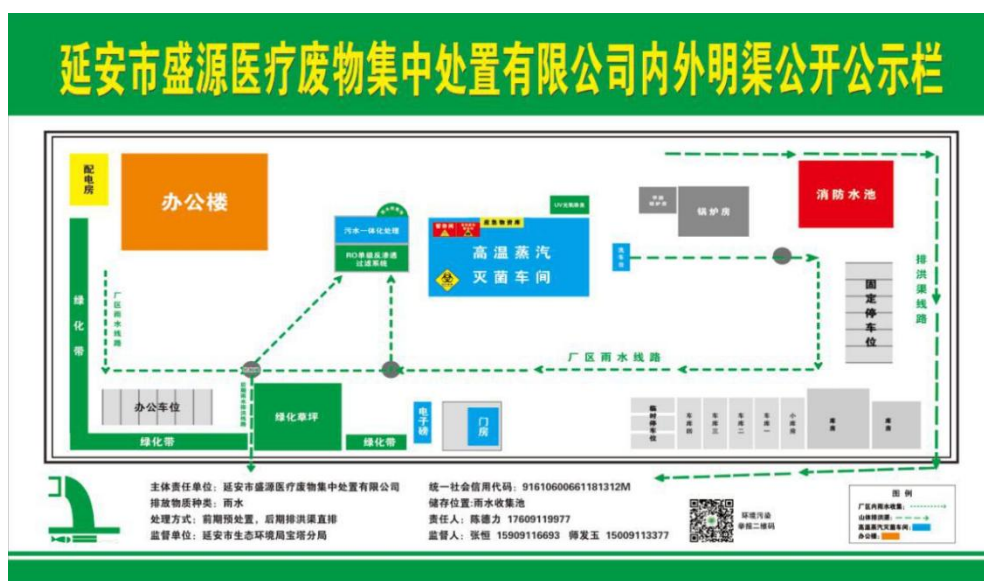 延安市盛源医疗废物集中处置有限公司内外明渠公开公示栏
配电房
办公楼
污水一体化处理
RO单级反渗透
过滤系统
高温蒸汽
灭菌车间
UV光氧除臭
锅炉房
消防水池
洗车台
绿化带
厂区雨水线路
排洪渠线路
固定停车位
厂区雨水线路
办公车位
绿化草坪
绿化带
绿化带
电子磅
门房
临时停车位
车库四
车库三
车库二
车库一
小库房
库房
库房
主体责任单位：延安市盛源医疗废物集中处置有限公司
排放物质种类：雨水
处理方式：前期预处置，后期排洪渠直排
监督单位：延安市生态环境局宝塔分局
统一社会信用代码：91610600661181312M
储存位置:雨水收集池
责任人：陈德力 17609119977
监督人：张恒 15909116693 师发玉 15009113377
环境污染
举报二维码
图 例
厂区内雨水收集：
山体排洪渠：
高温蒸汽灭菌车间：
办公楼：